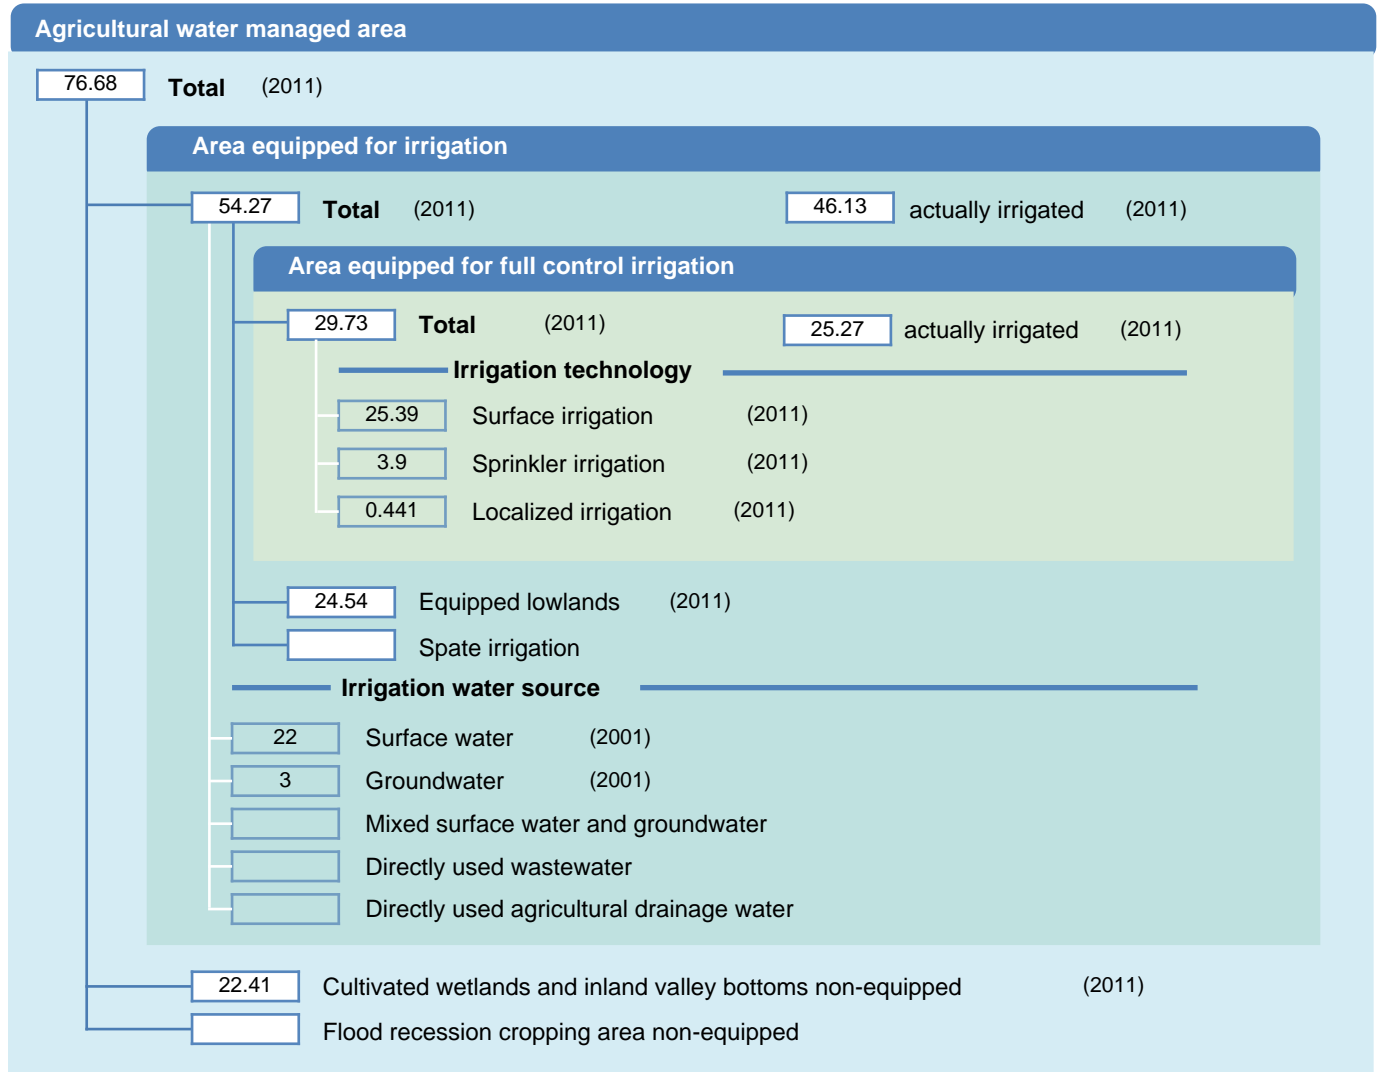 Agricultural water managed area
76.68 Total (2011)
Area equipped for irrigation
54.27 Total (2011) 46.13 actually irrigated (2011)
Area equipped for full control irrigation
29.73 Total (2011) 25.27 actually irrigated (2011)
Irrigation technology
25.39 Surface irrigation (2011)
3.9 Sprinkler irrigation (2011)
0.441 Localized irrigation (2011)
24.54 Equipped lowlands (2011)
Spate irrigation
Irrigation water source
22 Surface water (2001)
3 Groundwater (2001)
Mixed surface water and groundwater
Directly used wastewater
Directly used agricultural drainage water
22.41 Cultivated wetlands and inland valley bottoms non-equipped (2011)
Flood recession cropping area non-equipped